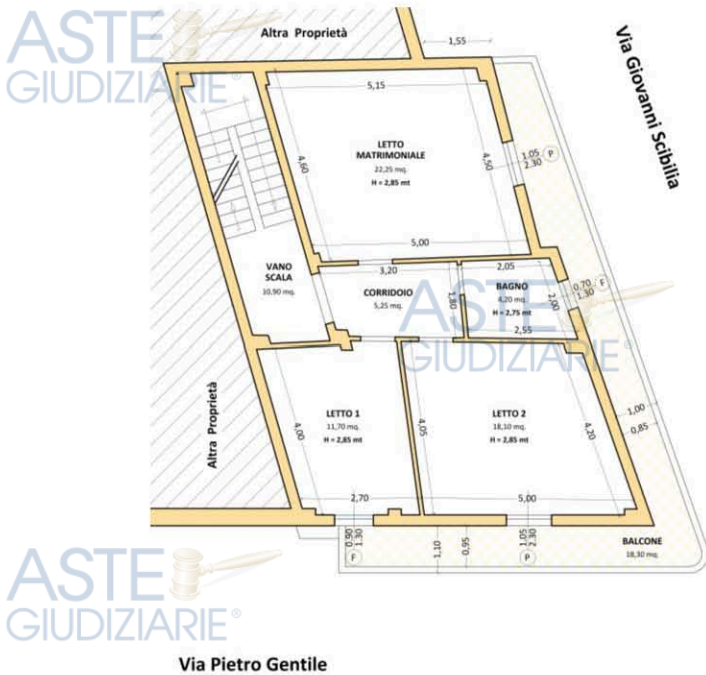 ASTE
GIUDIZIARIE®
Altra Proprietà
1,55
Via Giovanni Scibilia
5,15
LETTO
MATRIMONIALE
22,25 mq.
H = 2,85 mt
4,60
4,50
1.05
2.30
P
5,00
VANO
SCALA
10,90 mq.
3,20
CORRIDOIO
5,25 mq.
1,80
2,05
BAGNO
4,20 mq.
H = 2,75 mt
2,00
2,55
0.70
1.30
F
ASTE
GIUDIZIARIE®
Altra Proprietà
LETTO 1
11,70 mq.
H = 2,85 mt
4,00
2,70
LETTO 2
18,10 mq.
H = 2,85 mt
4,05
4,20
5,00
1,00
0,85
0.90
1.30
F
1,10
0,95
1.05
2.30
P
BALCONE
18,30 mq.
ASTE
GIUDIZIARIE®
Via Pietro Gentile